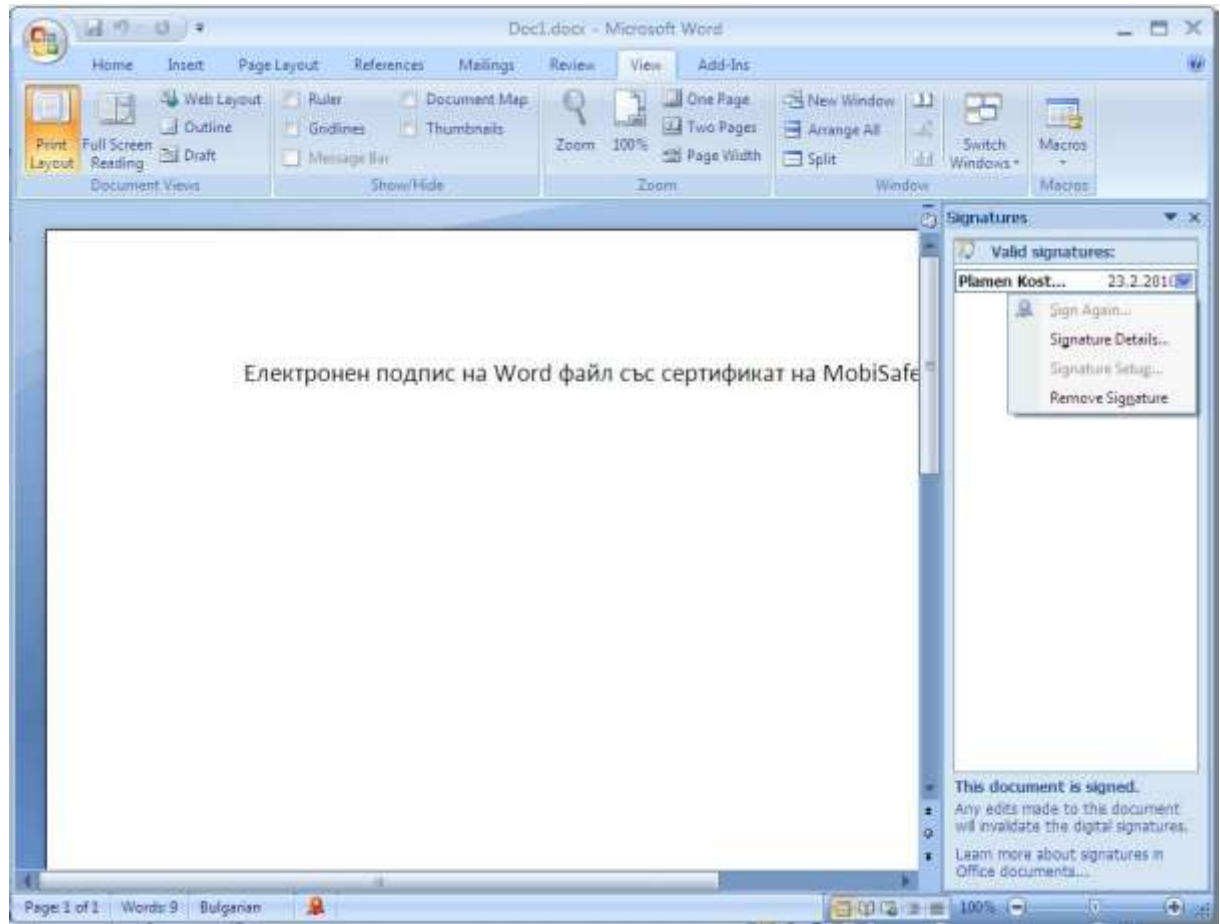 Doc1.docx - Microsoft Word
Home Insert Page Layout References Mailings Review View Add-Ins
Print Layout
Full Screen Reading
Web Layout
Outline
Draft
Document Views
Ruler
Gridlines
Message Bar
Document Map
Thumbnails
Show/Hide
Zoom
100%
One Page
Two Pages
Page Width
Zoom
New Window
Arrange All
Split
Switch Windows
Window
Macros
Macros
Електронен подпис на Word файл със сертификат на MobiSafe
Signatures
Valid signatures:
Plamen Kost... 23.2.2010
Sign Again...
Signature Details...
Signature Setup...
Remove Signature
This document is signed.
Any edits made to this document
will invalidate the digital signatures.
Learn more about signatures in
Office documents...
Page: 1 of 1 Words: 9 Bulgarian 100%